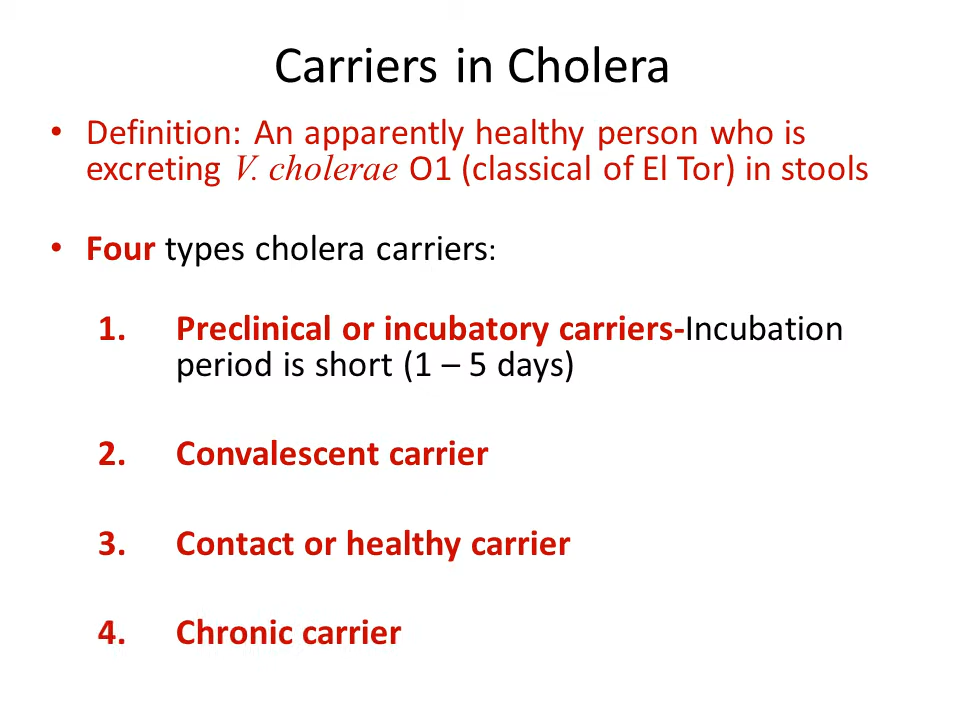 Carriers in Cholera
• Definition: An apparently healthy person who is
excreting V. cholerae O1 (classical of El Tor) in stools
• Four types cholera carriers:
1. Preclinical or incubatory carriers-Incubation
period is short (1 – 5 days)
2. Convalescent carrier
3. Contact or healthy carrier
4. Chronic carrier